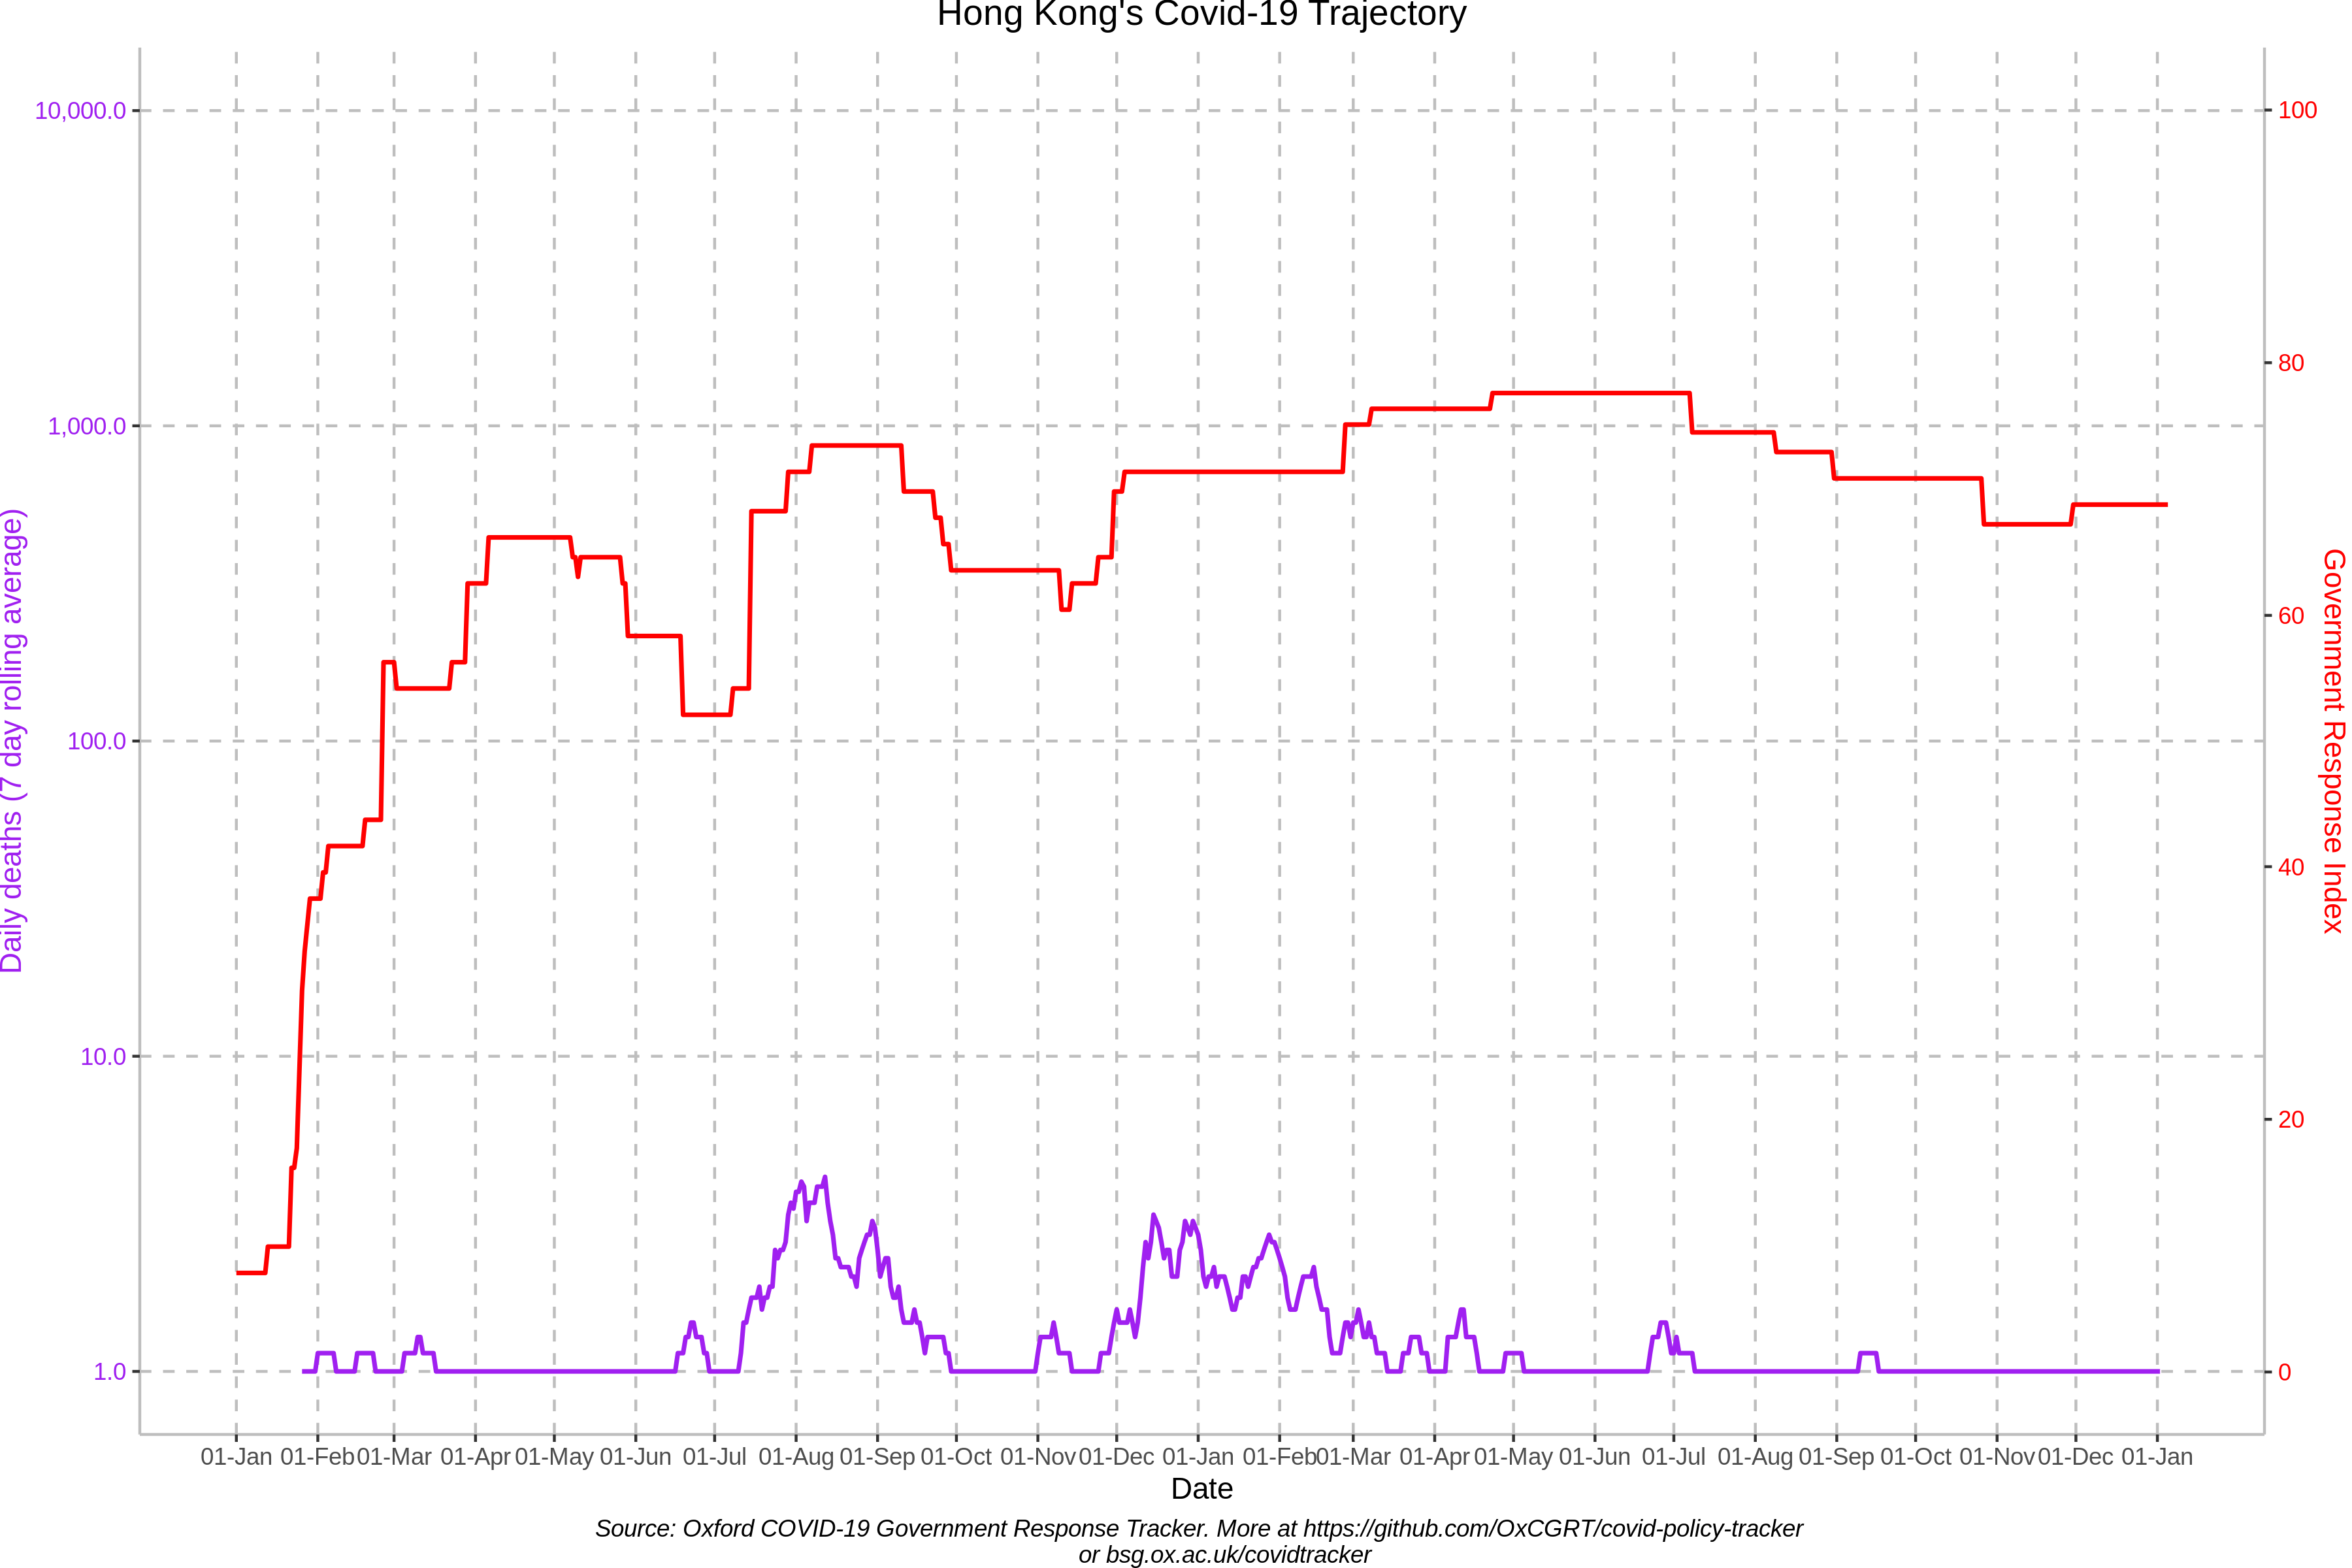 Hong Kong's Covid-19 Trajectory
10,000.0
1,000.0
100.0
10.0
1.0
Daily deaths (7 day rolling average)
100
80
60
40
20
0
Government Response Index
01-Jan 01-Feb 01-Mar 01-Apr 01-May 01-Jun 01-Jul 01-Aug 01-Sep 01-Oct 01-Nov 01-Dec 01-Jan 01-Feb 01-Mar 01-Apr 01-May 01-Jun 01-Jul 01-Aug 01-Sep 01-Oct 01-Nov 01-Dec 01-Jan
Date
Source: Oxford COVID-19 Government Response Tracker. More at https://github.com/OxCGRT/covid-policy-tracker
or bsg.ox.ac.uk/covidtracker